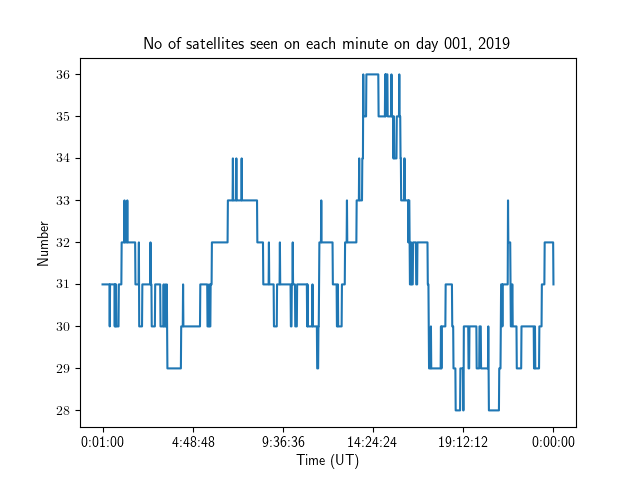 No of satellites seen on each minute on day 001, 2019
36
35
34
33
32
31
30
29
28
Number
0:01:00 4:48:48 9:36:36 14:24:24 19:12:12 0:00:00
Time (UT)